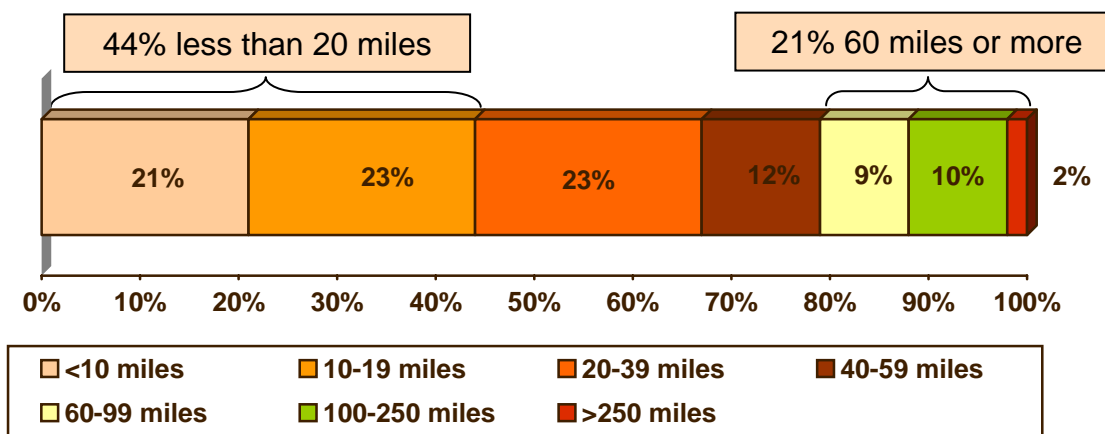 44% less than 20 miles 21% 60 miles or more
21% 23% 23% 12% 9% 10% 2%
0% 10% 20% 30% 40% 50% 60% 70% 80% 90% 100%
<10 miles 10-19 miles 20-39 miles 40-59 miles
60-99 miles 100-250 miles >250 miles